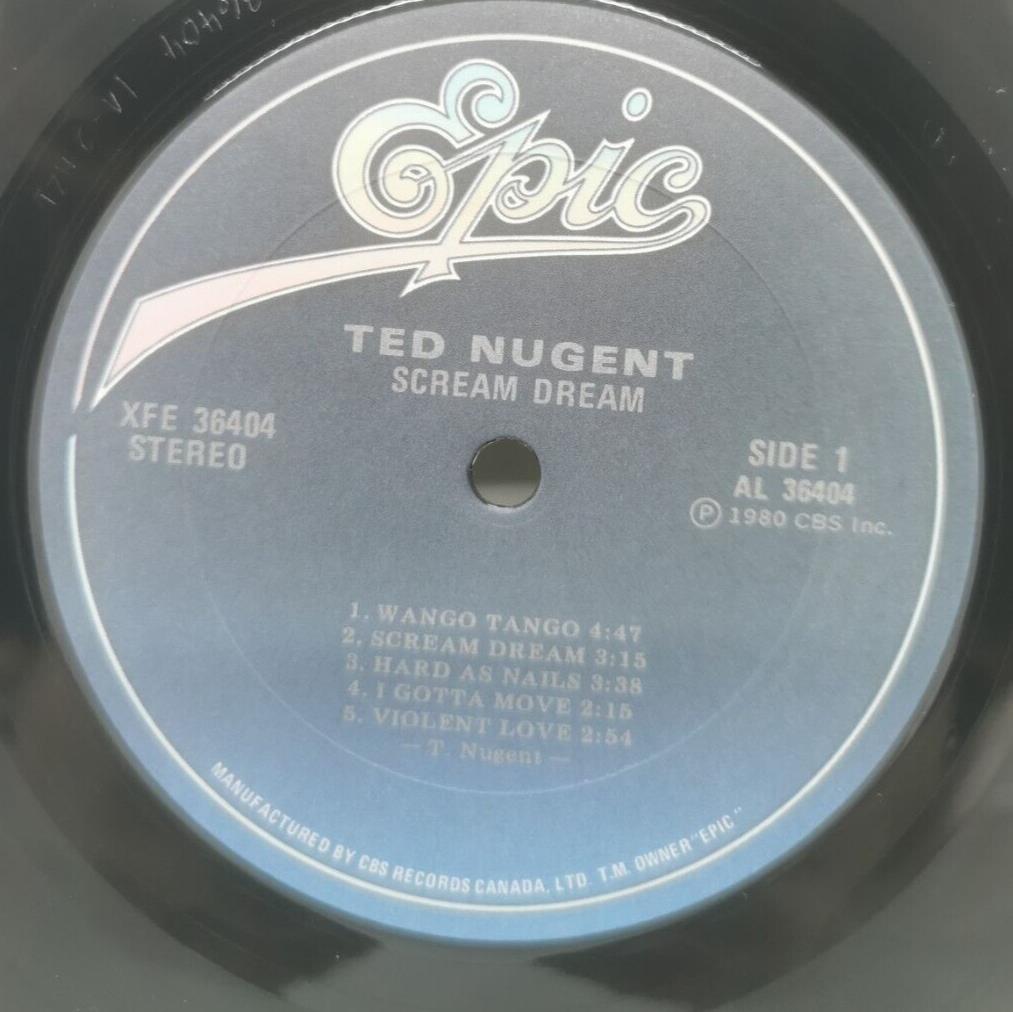 Epic
TED NUGENT
SCREAM DREAM
XFE 36404
STEREO
SIDE 1
AL 36404
Ⓟ 1980 CBS Inc.
1. WANGO TANGO 4:47
2. SCREAM DREAM 3:15
3. HARD AS NAILS 3:38
4. I GOTTA MOVE 2:15
5. VIOLENT LOVE 2:54
— T. Nugent —
MANUFACTURED BY CBS RECORDS CANADA, LTD. T.M. OWNER "EPIC"